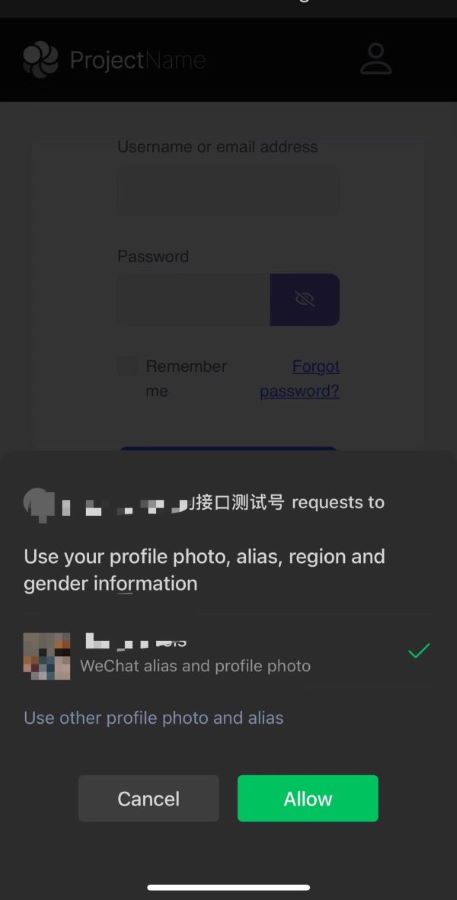 ProjectName
Username or email address
Password
Remember
me
Forgot
password?
接口测试号 requests to
Use your profile photo, alias, region and
gender information
WeChat alias and profile photo
Use other profile photo and alias
Cancel
Allow